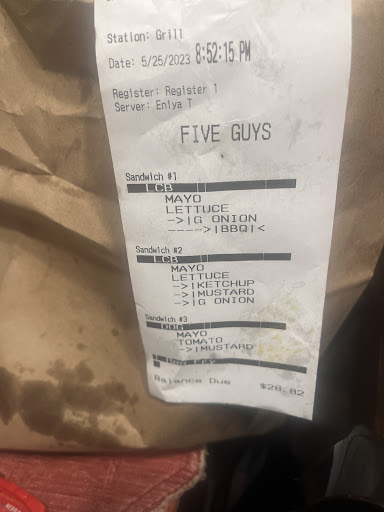 Station: Grill
Date: 5/25/2023 8:52:15 PM
Register: Register 1
Server: Eniya T
FIVE GUYS
Sandwich #1
LCB
MAYO
LETTUCE
->|G ONION
---->|BBQ|<
Sandwich #2
LCB
MAYO
LETTUCE
->|KETCHUP
->|MUSTARD
->|G ONION
Sandwich #3
DOG
MAYO
TOMATO
->|MUSTARD
Balance Due $28.82